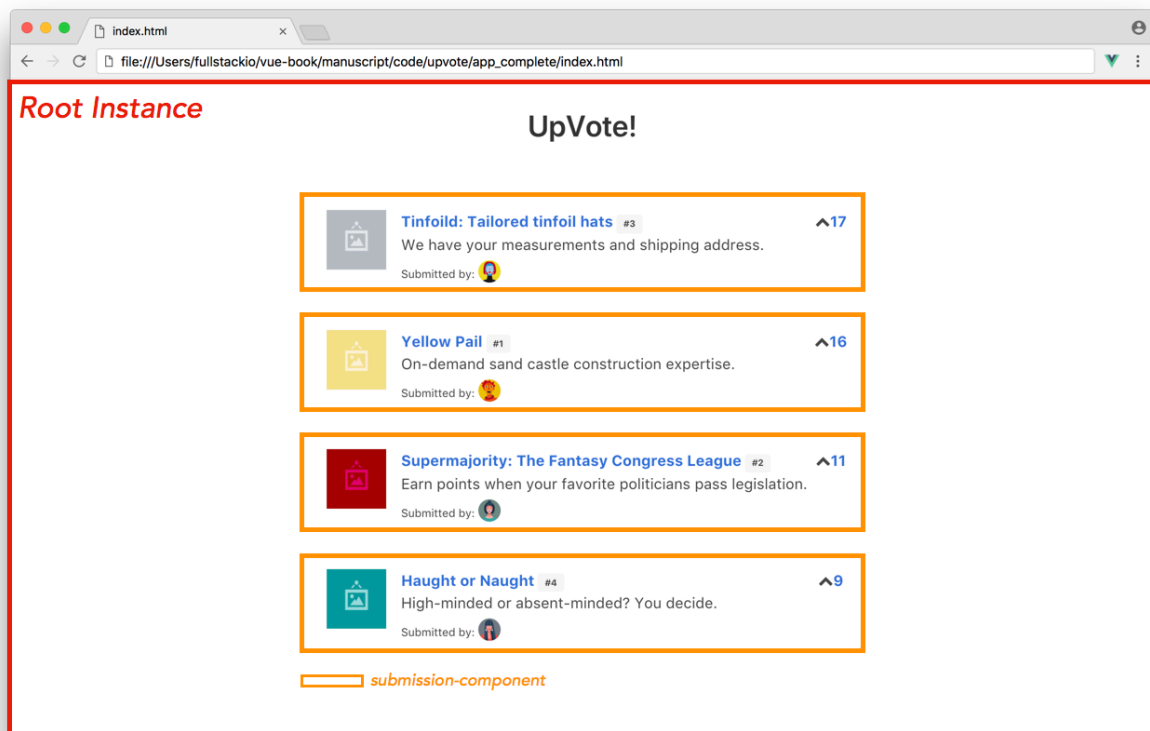 index.html
file:///Users/fullstackio/vue-book/manuscript/code/upvote/app_complete/index.html
Root Instance
UpVote!
Tinfoild: Tailored tinfoil hats #3 17
We have your measurements and shipping address.
Submitted by:
Yellow Pail #1 16
On-demand sand castle construction expertise.
Submitted by:
Supermajority: The Fantasy Congress League #2 11
Earn points when your favorite politicians pass legislation.
Submitted by:
Haught or Naught #4 9
High-minded or absent-minded? You decide.
Submitted by:
submission-component